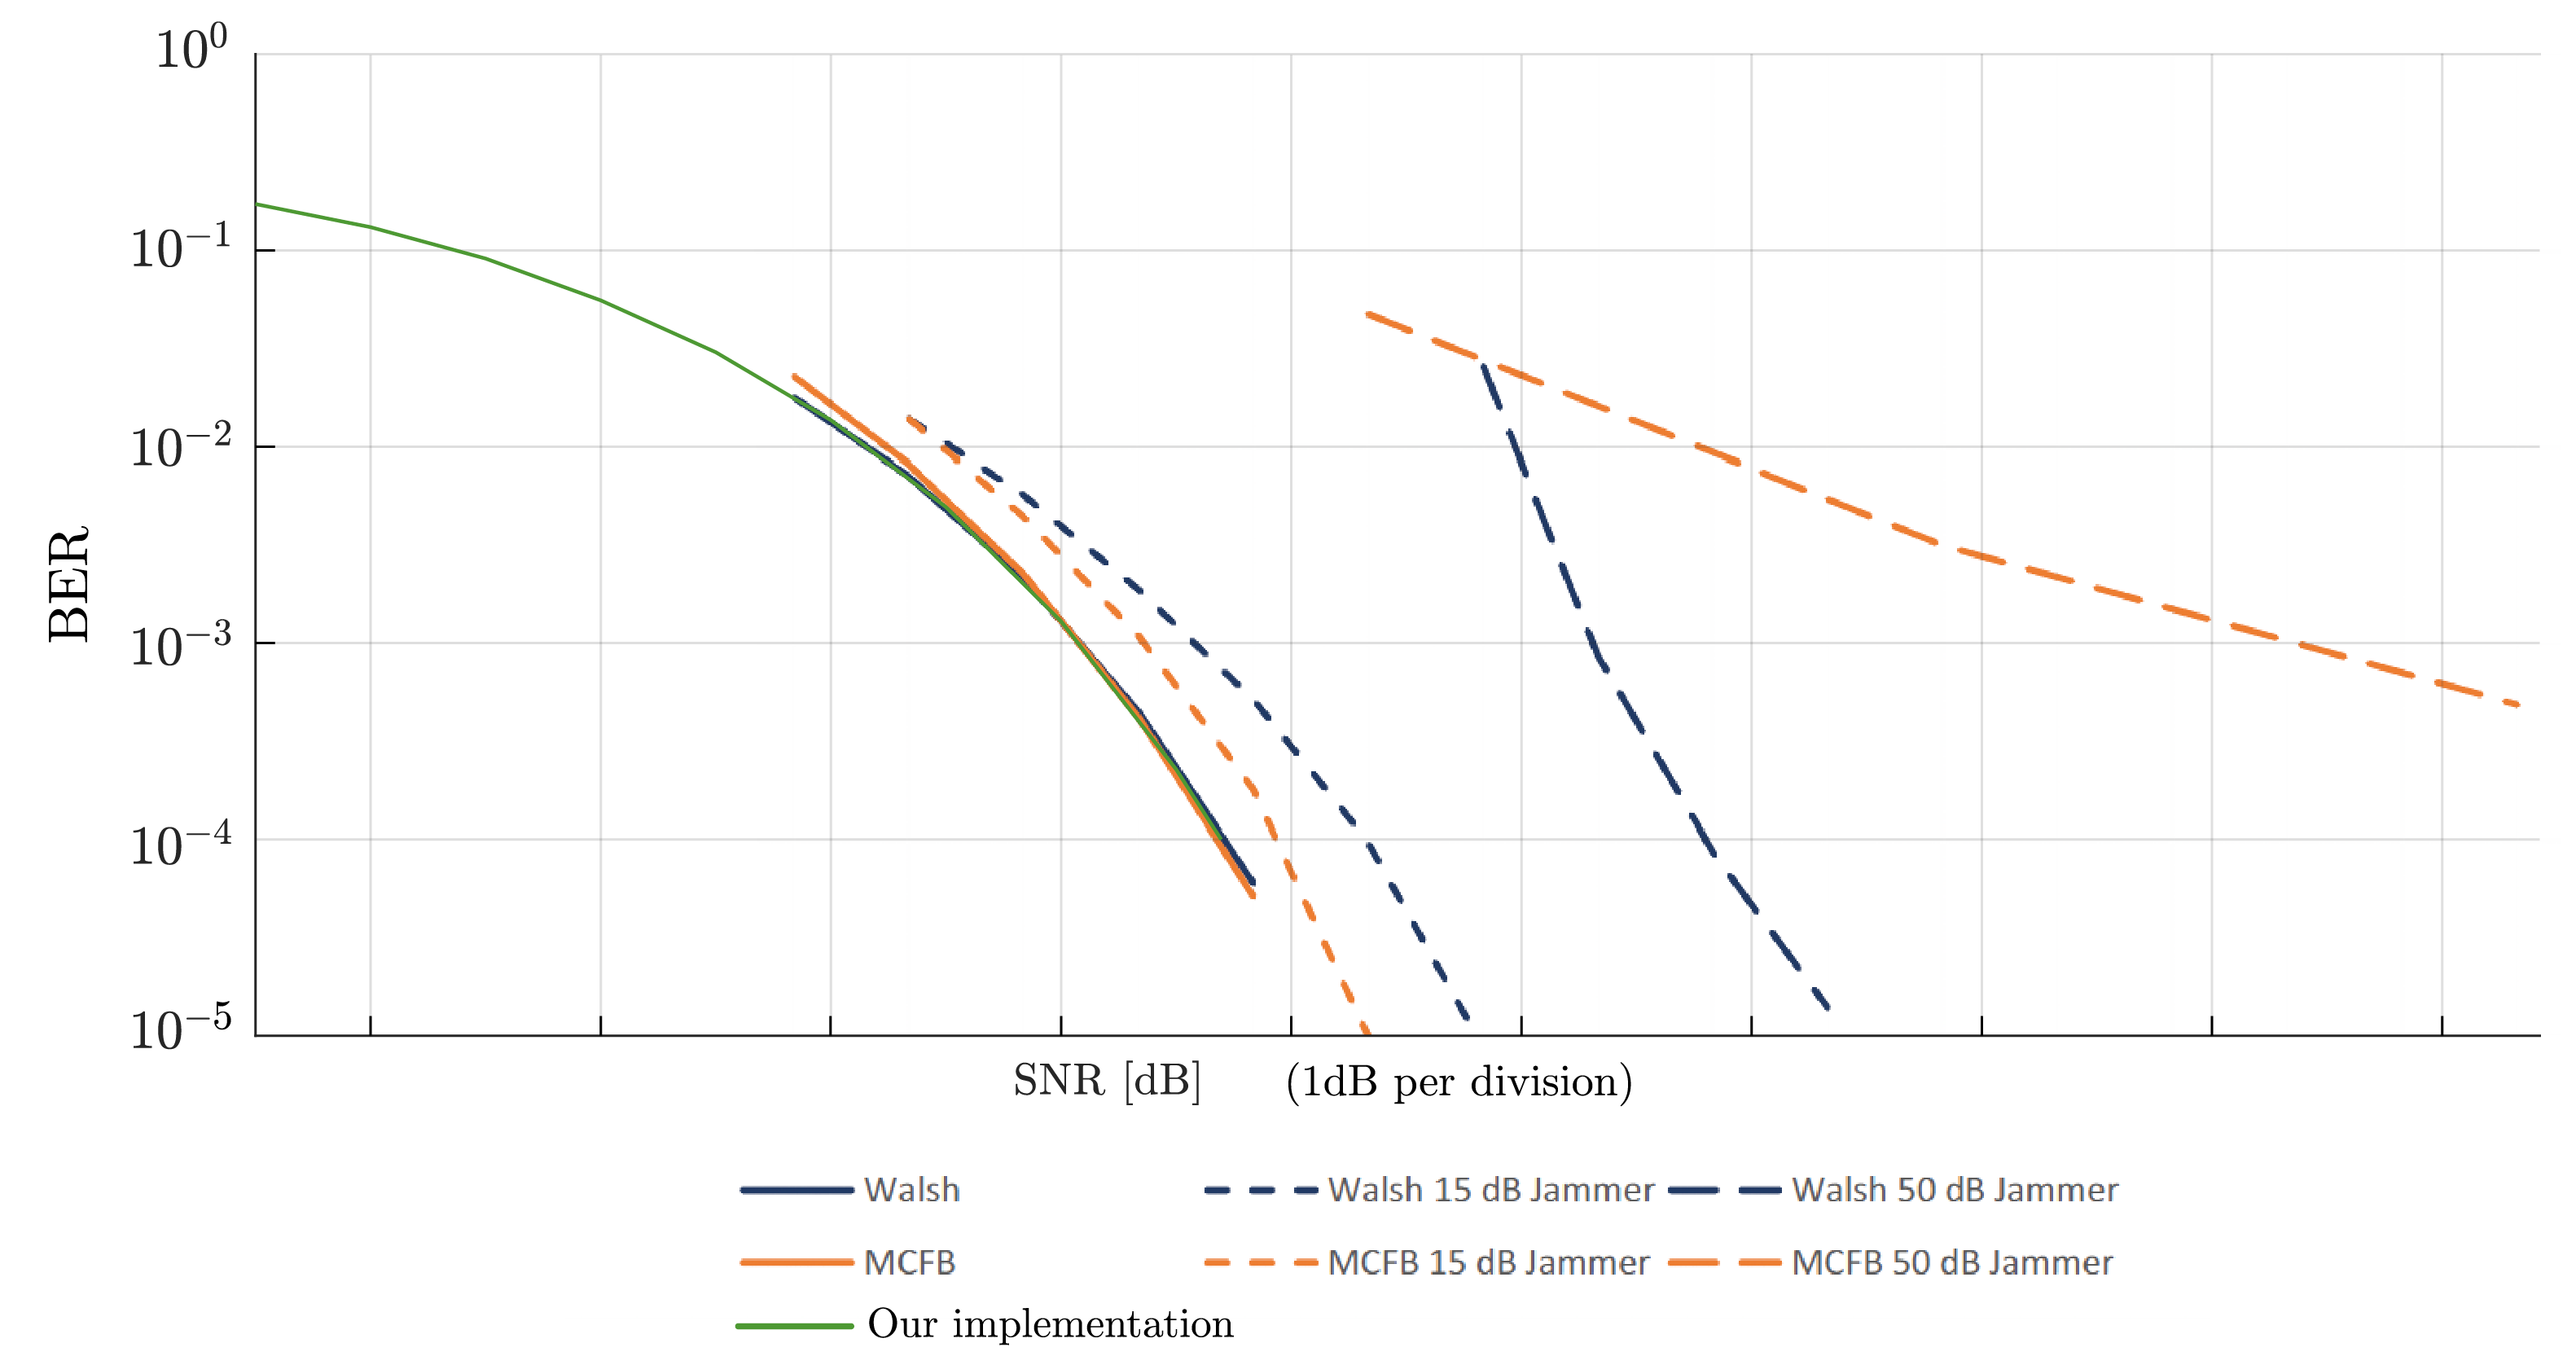 10^0
10^−1
10^−2
10^−3
10^−4
10^−5
BER
SNR [dB] (1dB per division)
Walsh Walsh 15 dB Jammer Walsh 50 dB Jammer
MCFB MCFB 15 dB Jammer MCFB 50 dB Jammer
Our implementation